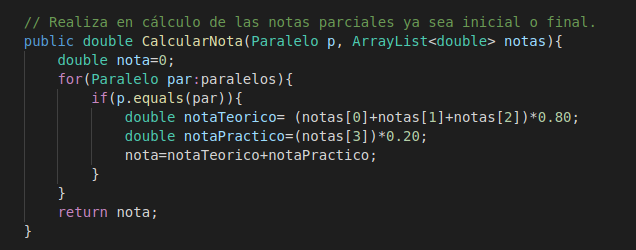 // Realiza en cálculo de las notas parciales ya sea inicial o final.
public double CalcularNota(Paralelo p, ArrayList<double> notas){
    double nota=0;
    for(Paralelo par:paralelos){
        if(p.equals(par)){
            double notaTeorico= (notas[0]+notas[1]+notas[2])*0.80;
            double notaPractico=(notas[3])*0.20;
            nota=notaTeorico+notaPractico;
        }
    }
    return nota;
}